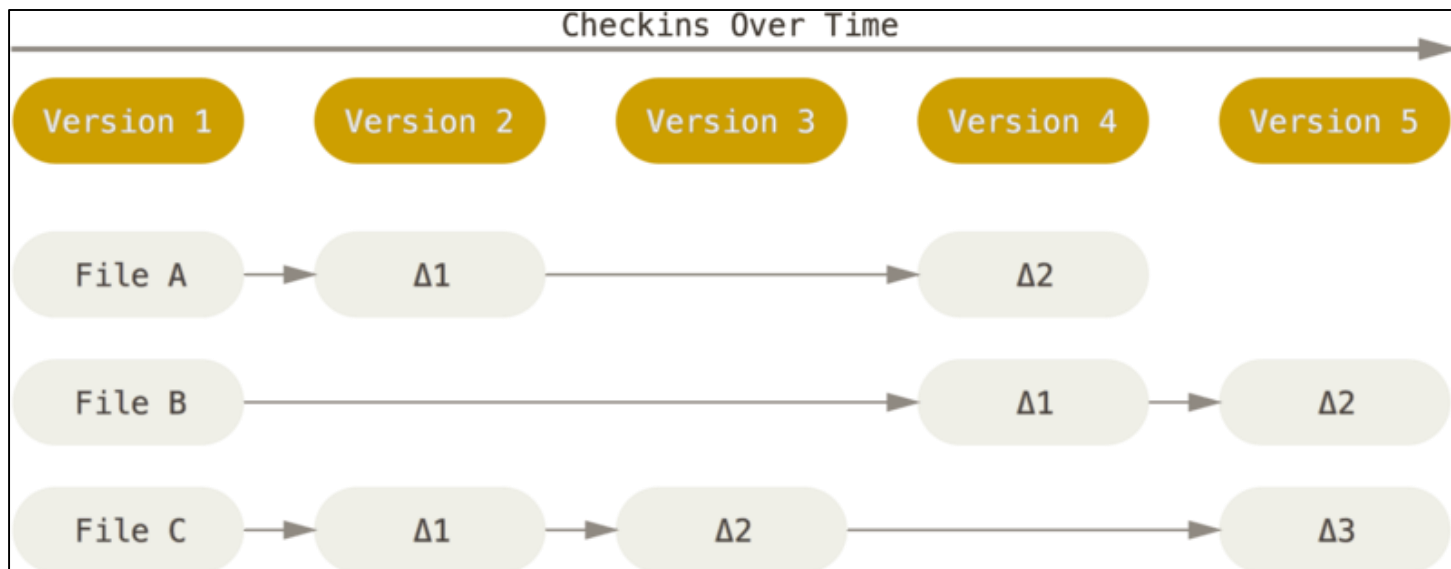 Checkins Over Time
Version 1 Version 2 Version 3 Version 4 Version 5
File A Δ1 Δ2
File B Δ1 Δ2
File C Δ1 Δ2 Δ3